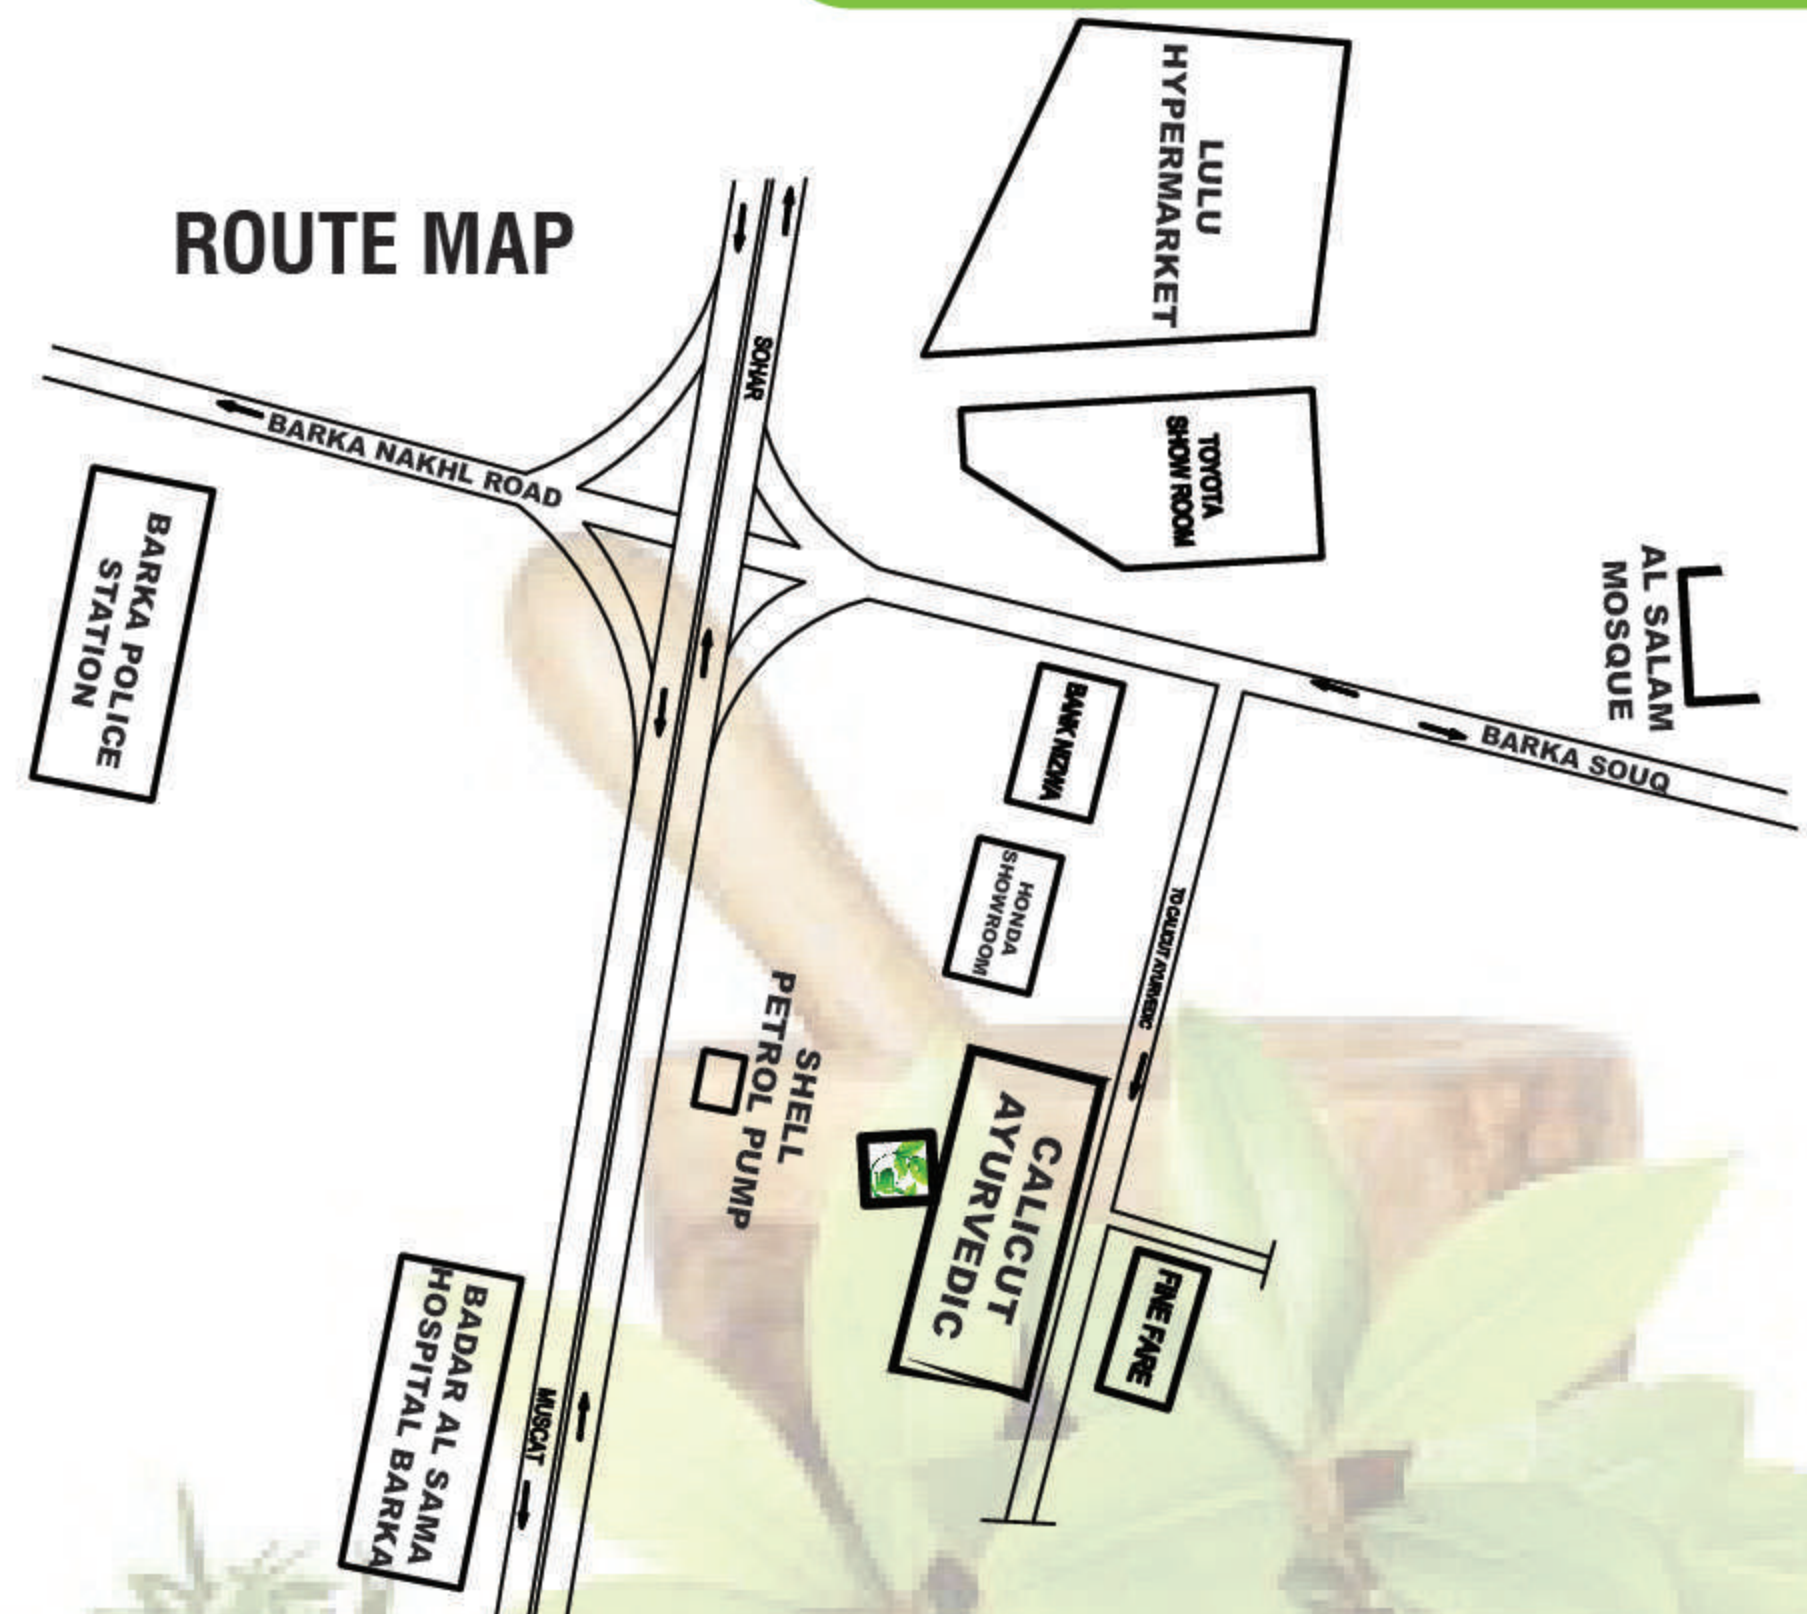 ROUTE MAP
LULU
HYPERMARKET
SOHAR
TOYOTA
SHOW ROOM
BARKA NAKHL ROAD
BARKA POLICE
STATION
AL SALAM
MOSQUE
BANK NIZWA
BARKA SOUQ
HONDA
SHOWROOM
TO CALICUT AYURVEDIC
SHELL
PETROL PUMP
CALICUT
AYURVEDIC
FINE FARE
BADAR AL SAMA
HOSPITAL BARKA
MUSCAT